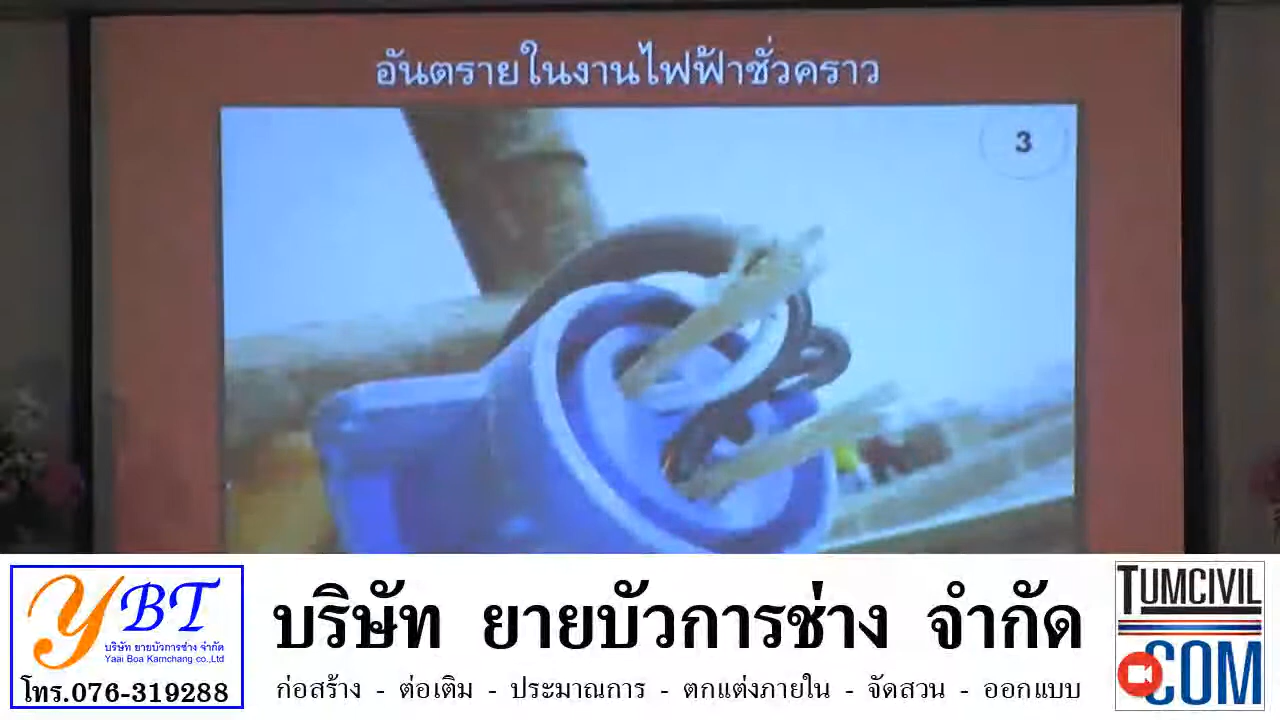 อันตรายในงานไฟฟ้าชั่วคราว
3
YBT
บริษัท ยายบัวการช่าง จำกัด
Yaai Boa Karnchang co.,Ltd
โทร.076-319288
บริษัท ยายบัวการช่าง จำกัด
ก่อสร้าง - ต่อเติม - ประมาณการ - ตกแต่งภายใน - จัดสวน - ออกแบบ
TUMCIVIL
COM